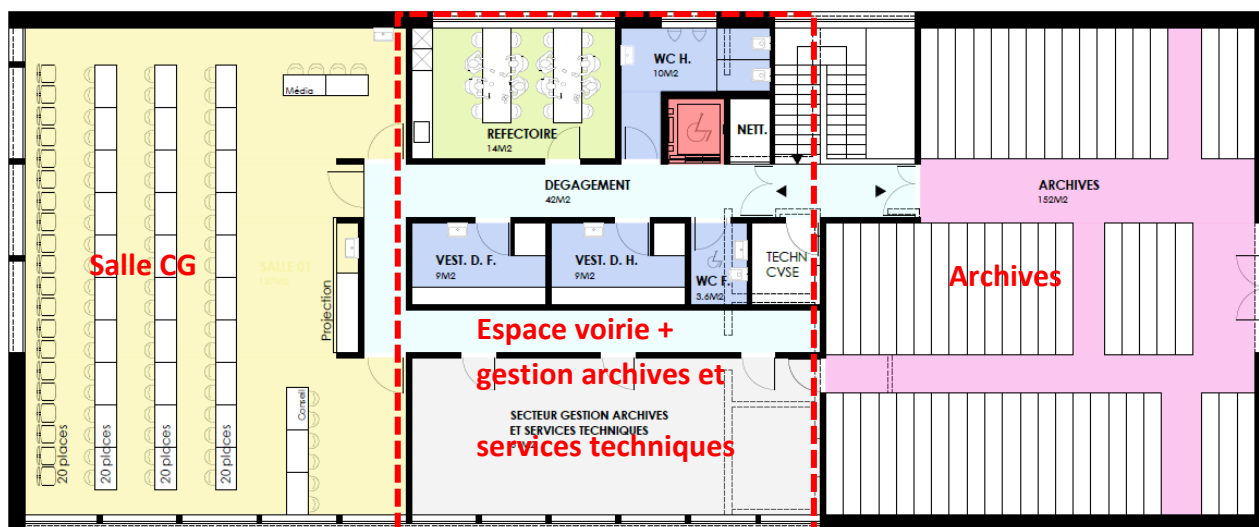 Média
REFECTOIRE
14M2
WC H.
10M2
NETT.
DEGAGEMENT
42M2
ARCHIVES
152M2
Salle CG
SALLE
Projection
VEST. D. F.
9M2
VEST. D. H.
9M2
WC F.
3.6M2
TECHN
CVSE
Archives
Espace voirie +
gestion archives et
services techniques
SECTEUR GESTION ARCHIVES
ET SERVICES TECHNIQUES
Conseil
20 places
20 places
20 places
20 places